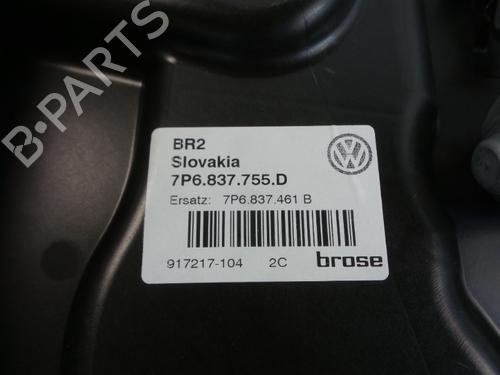 BR2
Slovakia
7P6.837.755.D
Ersatz: 7P6.837.461 B
917217-104 2C brose
B-PARTS